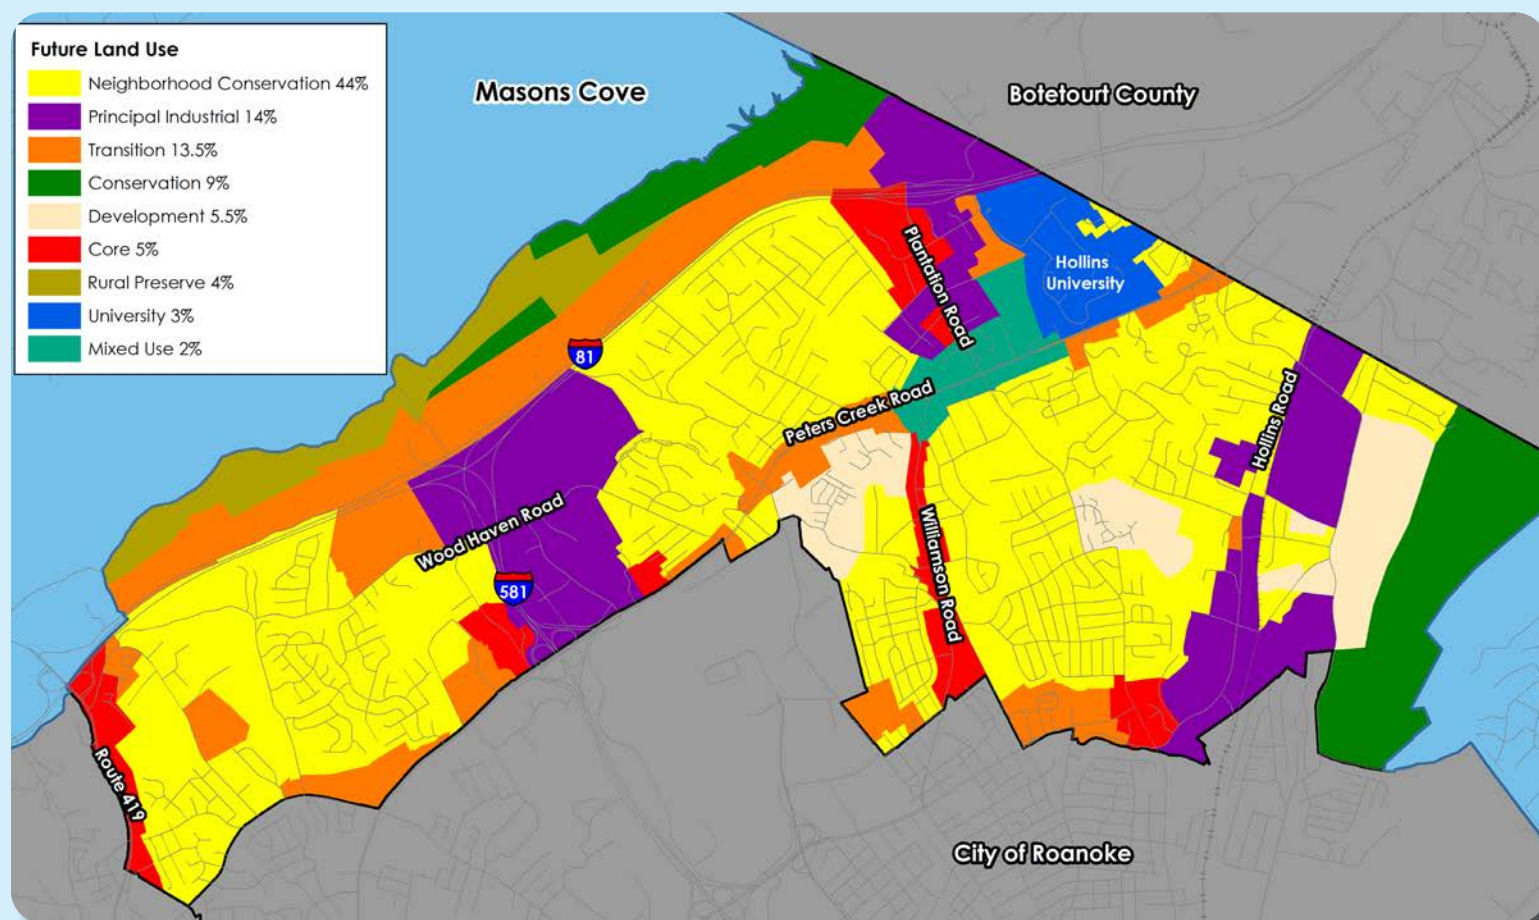 Future Land Use
Neighborhood Conservation 44%
Principal Industrial 14%
Transition 13.5%
Conservation 9%
Development 5.5%
Core 5%
Rural Preserve 4%
University 3%
Mixed Use 2%
Masons Cove
Botetourt County
Plantation Road
Hollins
University
81
Peters Creek Road
Hollins Road
Wood Haven Road
Williamson Road
581
Route 419
City of Roanoke